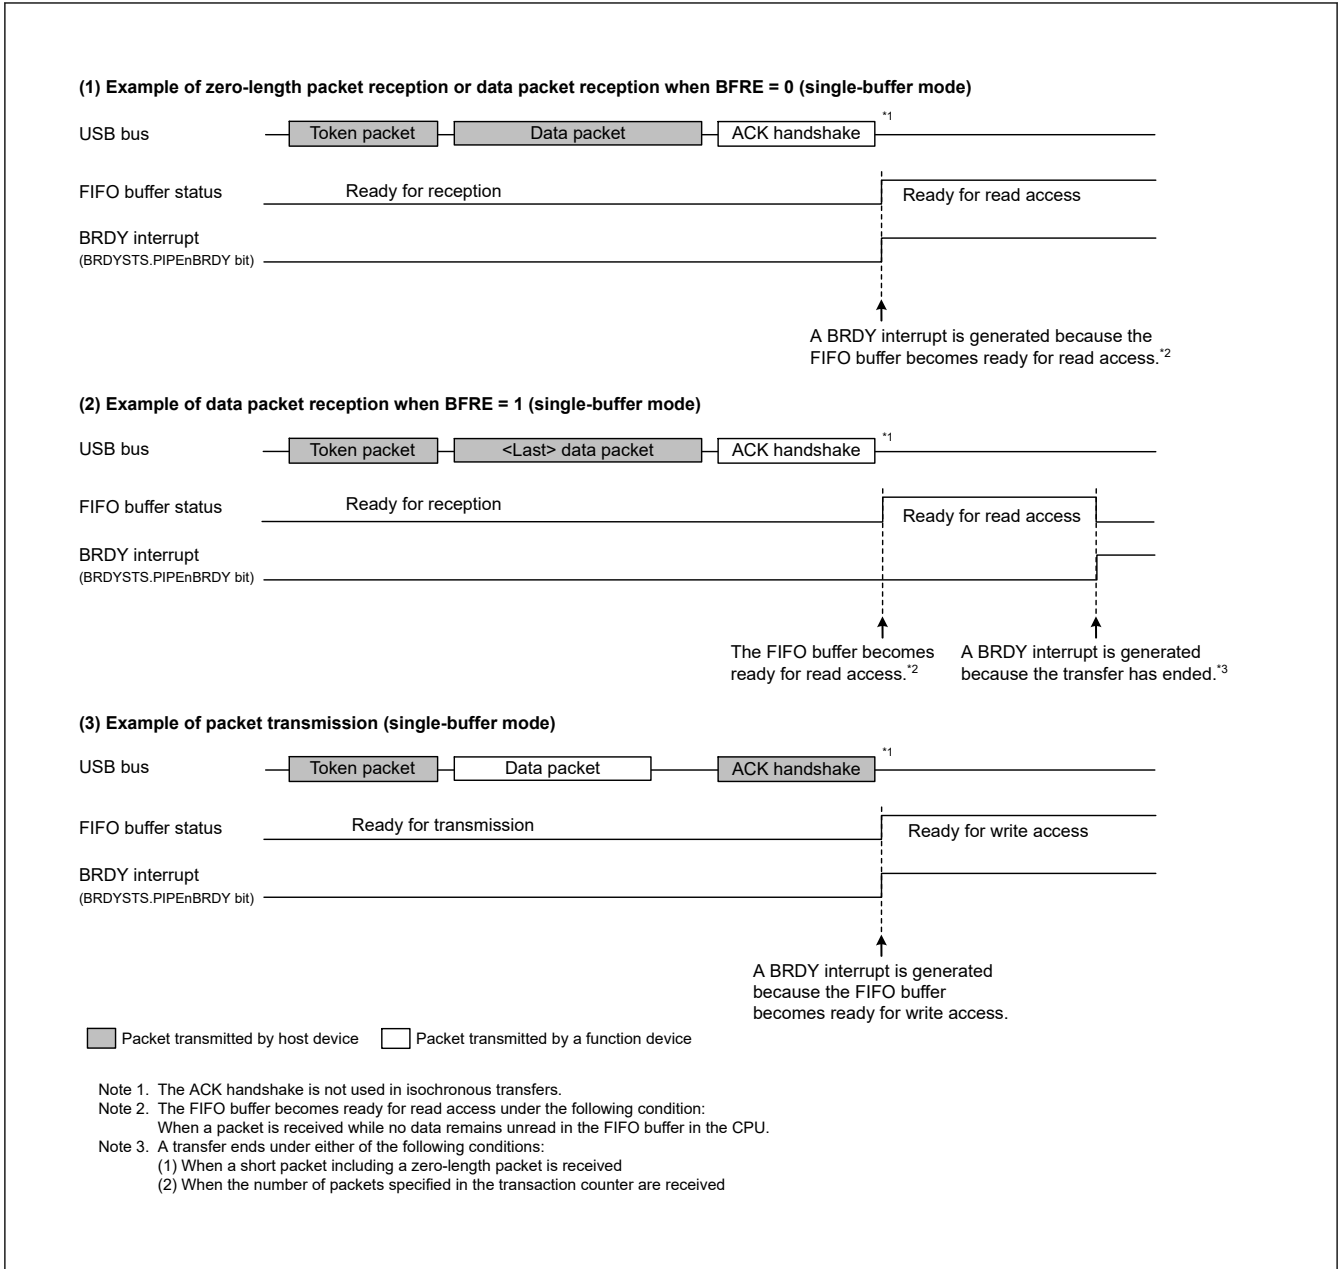 (1) Example of zero-length packet reception or data packet reception when BFRE = 0 (single-buffer mode)
USB bus
Token packet
Data packet
ACK handshake
*1
FIFO buffer status
Ready for reception
Ready for read access
BRDY interrupt
(BRDYSTS.PIPEnBRDY bit)
A BRDY interrupt is generated because the
FIFO buffer becomes ready for read access.*2
(2) Example of data packet reception when BFRE = 1 (single-buffer mode)
USB bus
Token packet
<Last> data packet
ACK handshake
*1
FIFO buffer status
Ready for reception
Ready for read access
BRDY interrupt
(BRDYSTS.PIPEnBRDY bit)
The FIFO buffer becomes
ready for read access.*2
A BRDY interrupt is generated
because the transfer has ended.*3
(3) Example of packet transmission (single-buffer mode)
USB bus
Token packet
Data packet
ACK handshake
*1
FIFO buffer status
Ready for transmission
Ready for write access
BRDY interrupt
(BRDYSTS.PIPEnBRDY bit)
A BRDY interrupt is generated
because the FIFO buffer
becomes ready for write access.
Packet transmitted by host device
Packet transmitted by a function device
Note 1. The ACK handshake is not used in isochronous transfers.
Note 2. The FIFO buffer becomes ready for read access under the following condition:
When a packet is received while no data remains unread in the FIFO buffer in the CPU.
Note 3. A transfer ends under either of the following conditions:
(1) When a short packet including a zero-length packet is received
(2) When the number of packets specified in the transaction counter are received